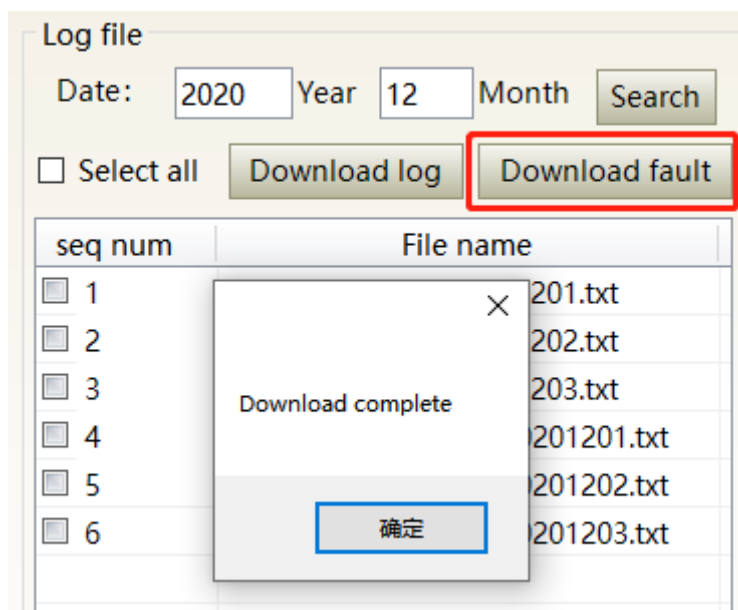 Log file
Date: 2020 Year 12 Month Search
Select all Download log Download fault
seq num File name
1 201.txt
2 202.txt
3 203.txt
Download complete
4 0201201.txt
5 0201202.txt
确定
6 0201203.txt